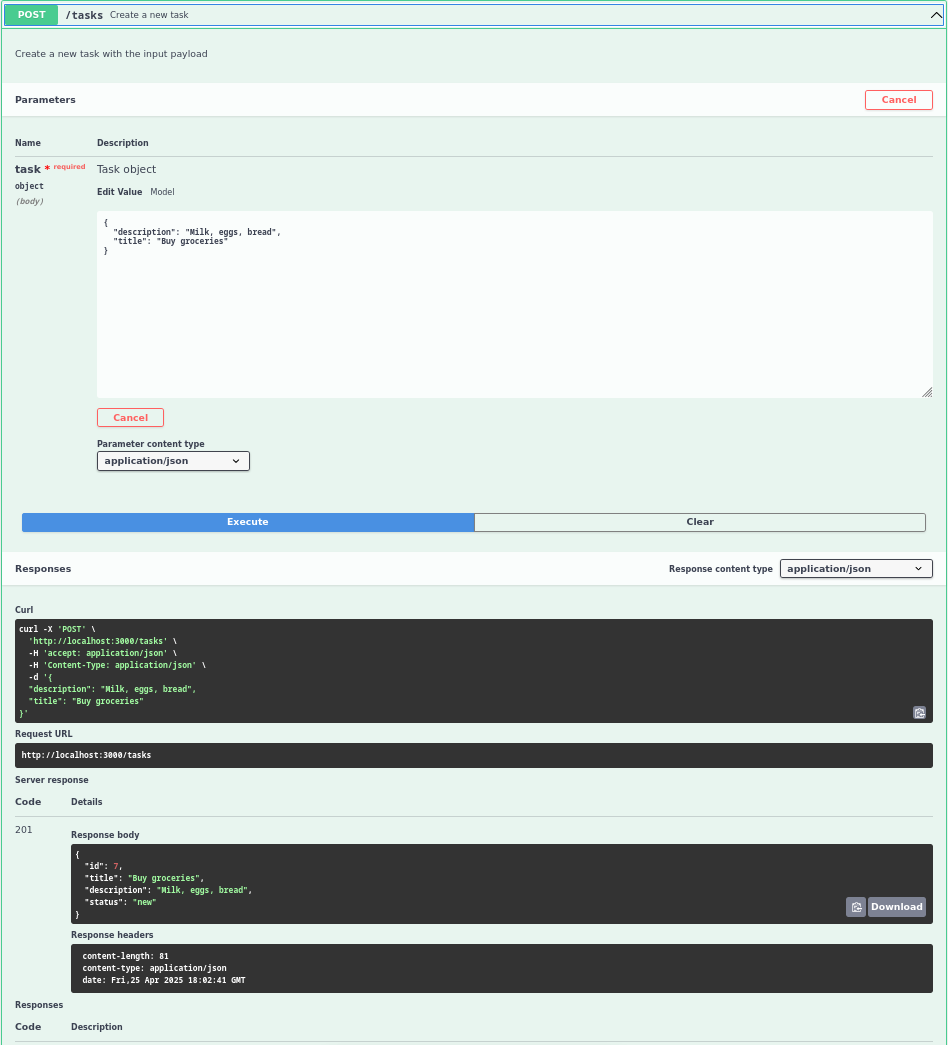 POST /tasks Create a new task
Create a new task with the input payload
Parameters
Cancel
Name Description
task * required Task object
object
(body)
Edit Value Model
{
  "description": "Milk, eggs, bread",
  "title": "Buy groceries"
}
Cancel
Parameter content type
application/json
Execute Clear
Responses
Response content type application/json
Curl
curl -X 'POST' \
  'http://localhost:3000/tasks' \
  -H 'accept: application/json' \
  -H 'Content-Type: application/json' \
  -d '{
  "description": "Milk, eggs, bread",
  "title": "Buy groceries"
}'
Request URL
http://localhost:3000/tasks
Server response
Code Details
201
Response body
{
  "id": 7,
  "title": "Buy groceries",
  "description": "Milk, eggs, bread",
  "status": "new"
}
Download
Response headers
content-length: 81
content-type: application/json
date: Fri,25 Apr 2025 18:02:41 GMT
Responses
Code Description